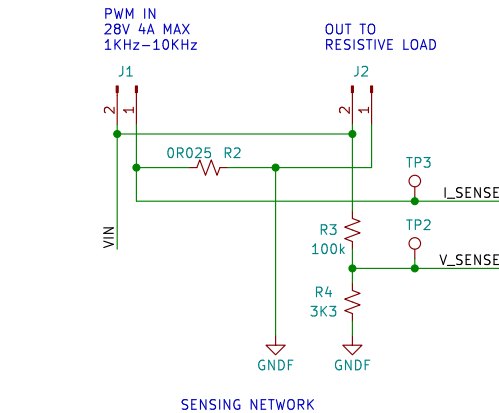 PWM IN
28V 4A MAX
1KHz-10KHz
OUT TO
RESISTIVE LOAD
J1
J2
2
1
2
1
0R025 R2
TP3
I_SENSE
VIN
R3
100k
TP2
V_SENSE
R4
3K3
GNDF
GNDF
SENSING NETWORK